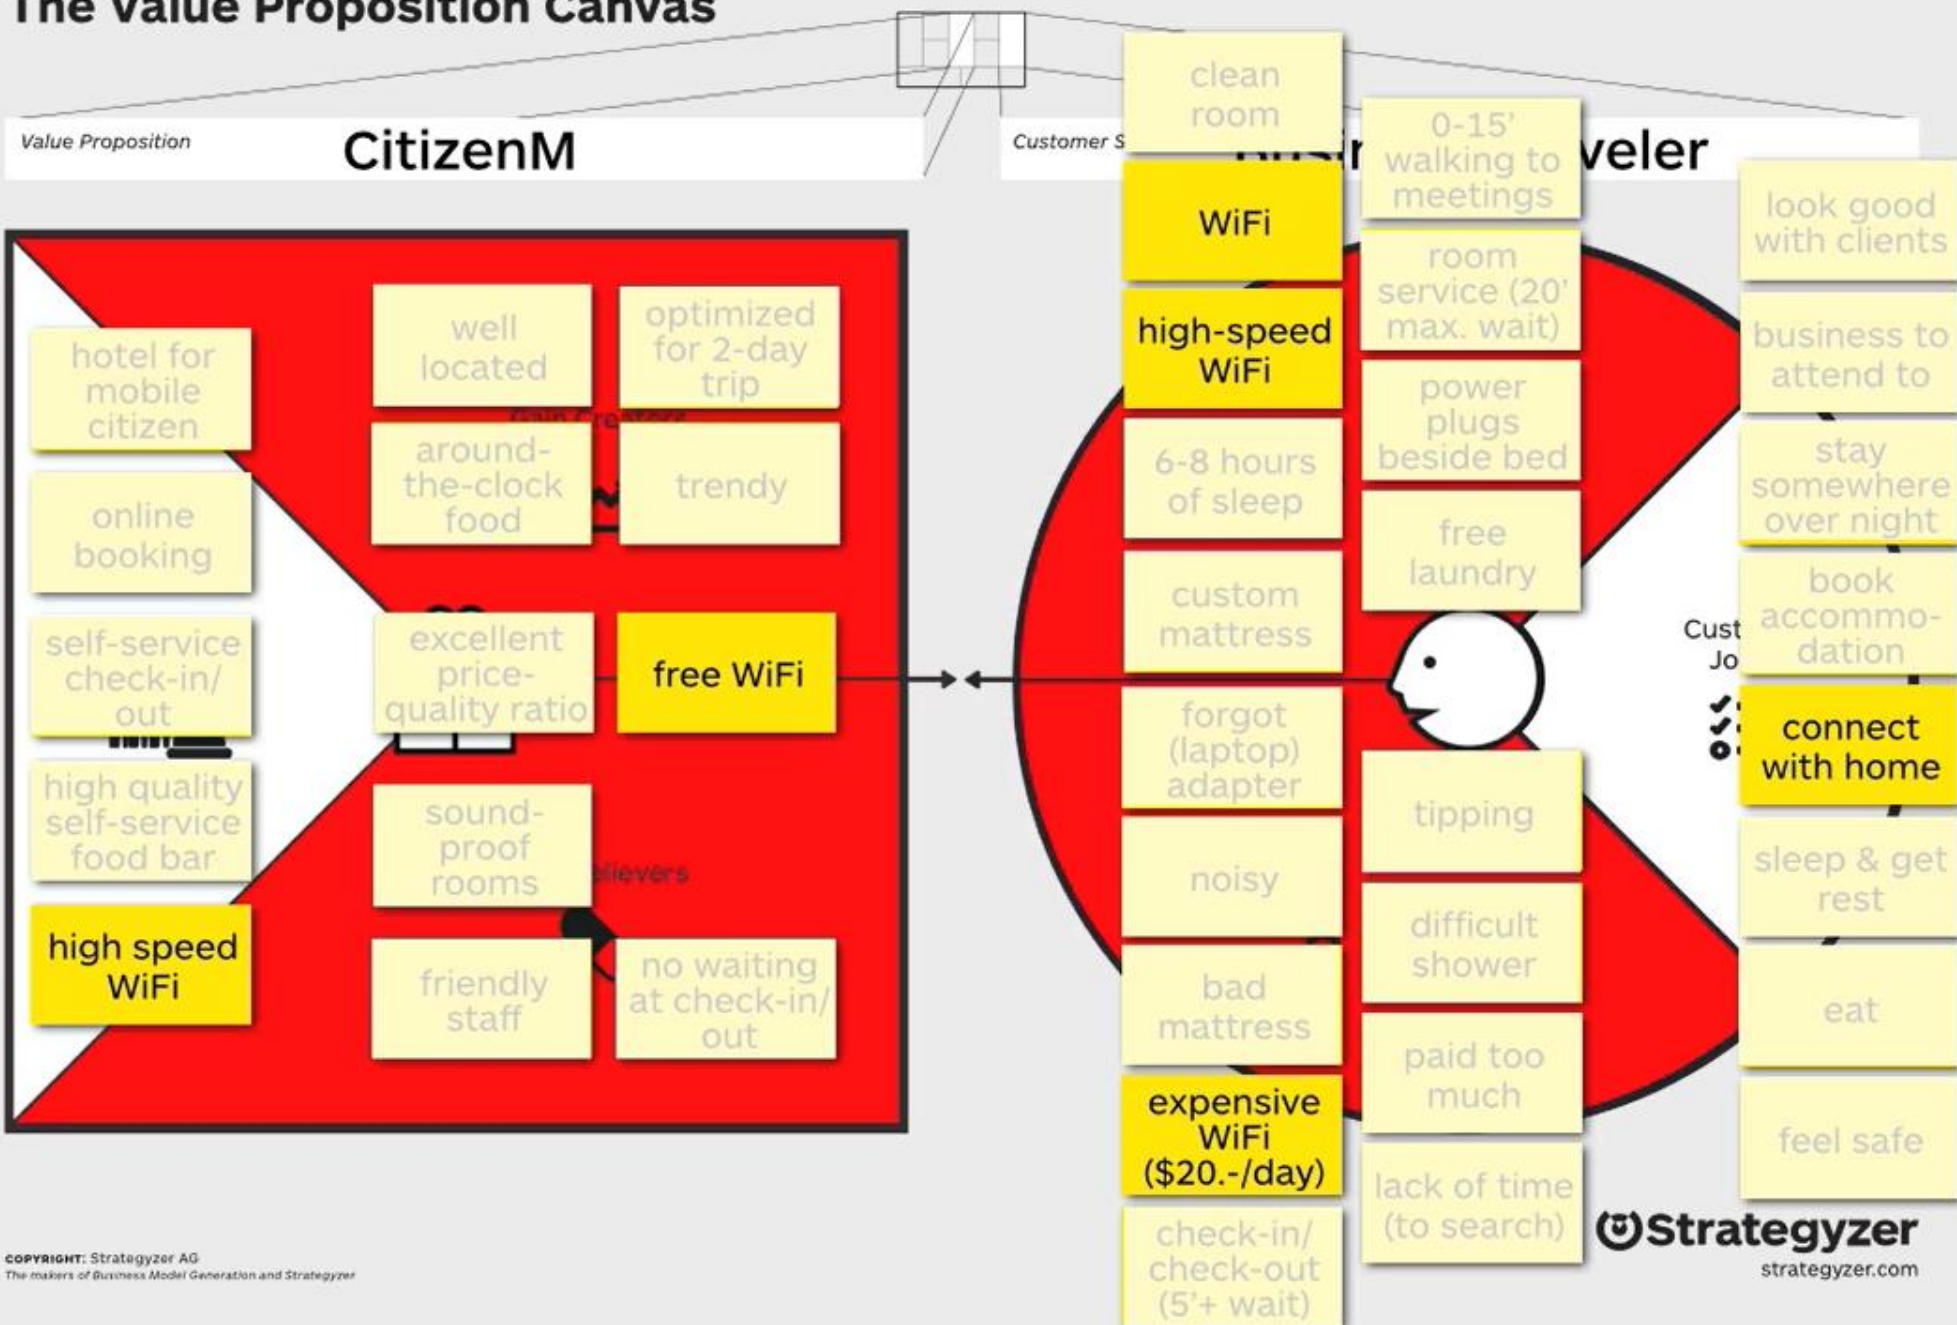 The Value Proposition Canvas
Value Proposition
CitizenM
Customer S
veler
hotel for
mobile
citizen
online
booking
self-service
check-in/
out
high quality
self-service
food bar
high speed
WiFi
well
located
optimized
for 2-day
trip
Gain Creators
around-
the-clock
food
trendy
excellent
price-
quality ratio
free WiFi
sound-
proof
rooms
elievers
friendly
staff
no waiting
at check-in/
out
clean
room
WiFi
high-speed
WiFi
6-8 hours
of sleep
custom
mattress
forgot
(laptop)
adapter
noisy
bad
mattress
expensive
WiFi
($20.-/day)
check-in/
check-out
(5'+ wait)
0-15'
walking to
meetings
room
service (20'
max. wait)
power
plugs
beside bed
free
laundry
tipping
difficult
shower
paid too
much
lack of time
(to search)
Cust
Jo
look good
with clients
business to
attend to
stay
somewhere
over night
book
accommo-
dation
connect
with home
sleep & get
rest
eat
feel safe
COPYRIGHT: Strategyzer AG
The makers of Business Model Generation and Strategyzer
Strategyzer
strategyzer.com